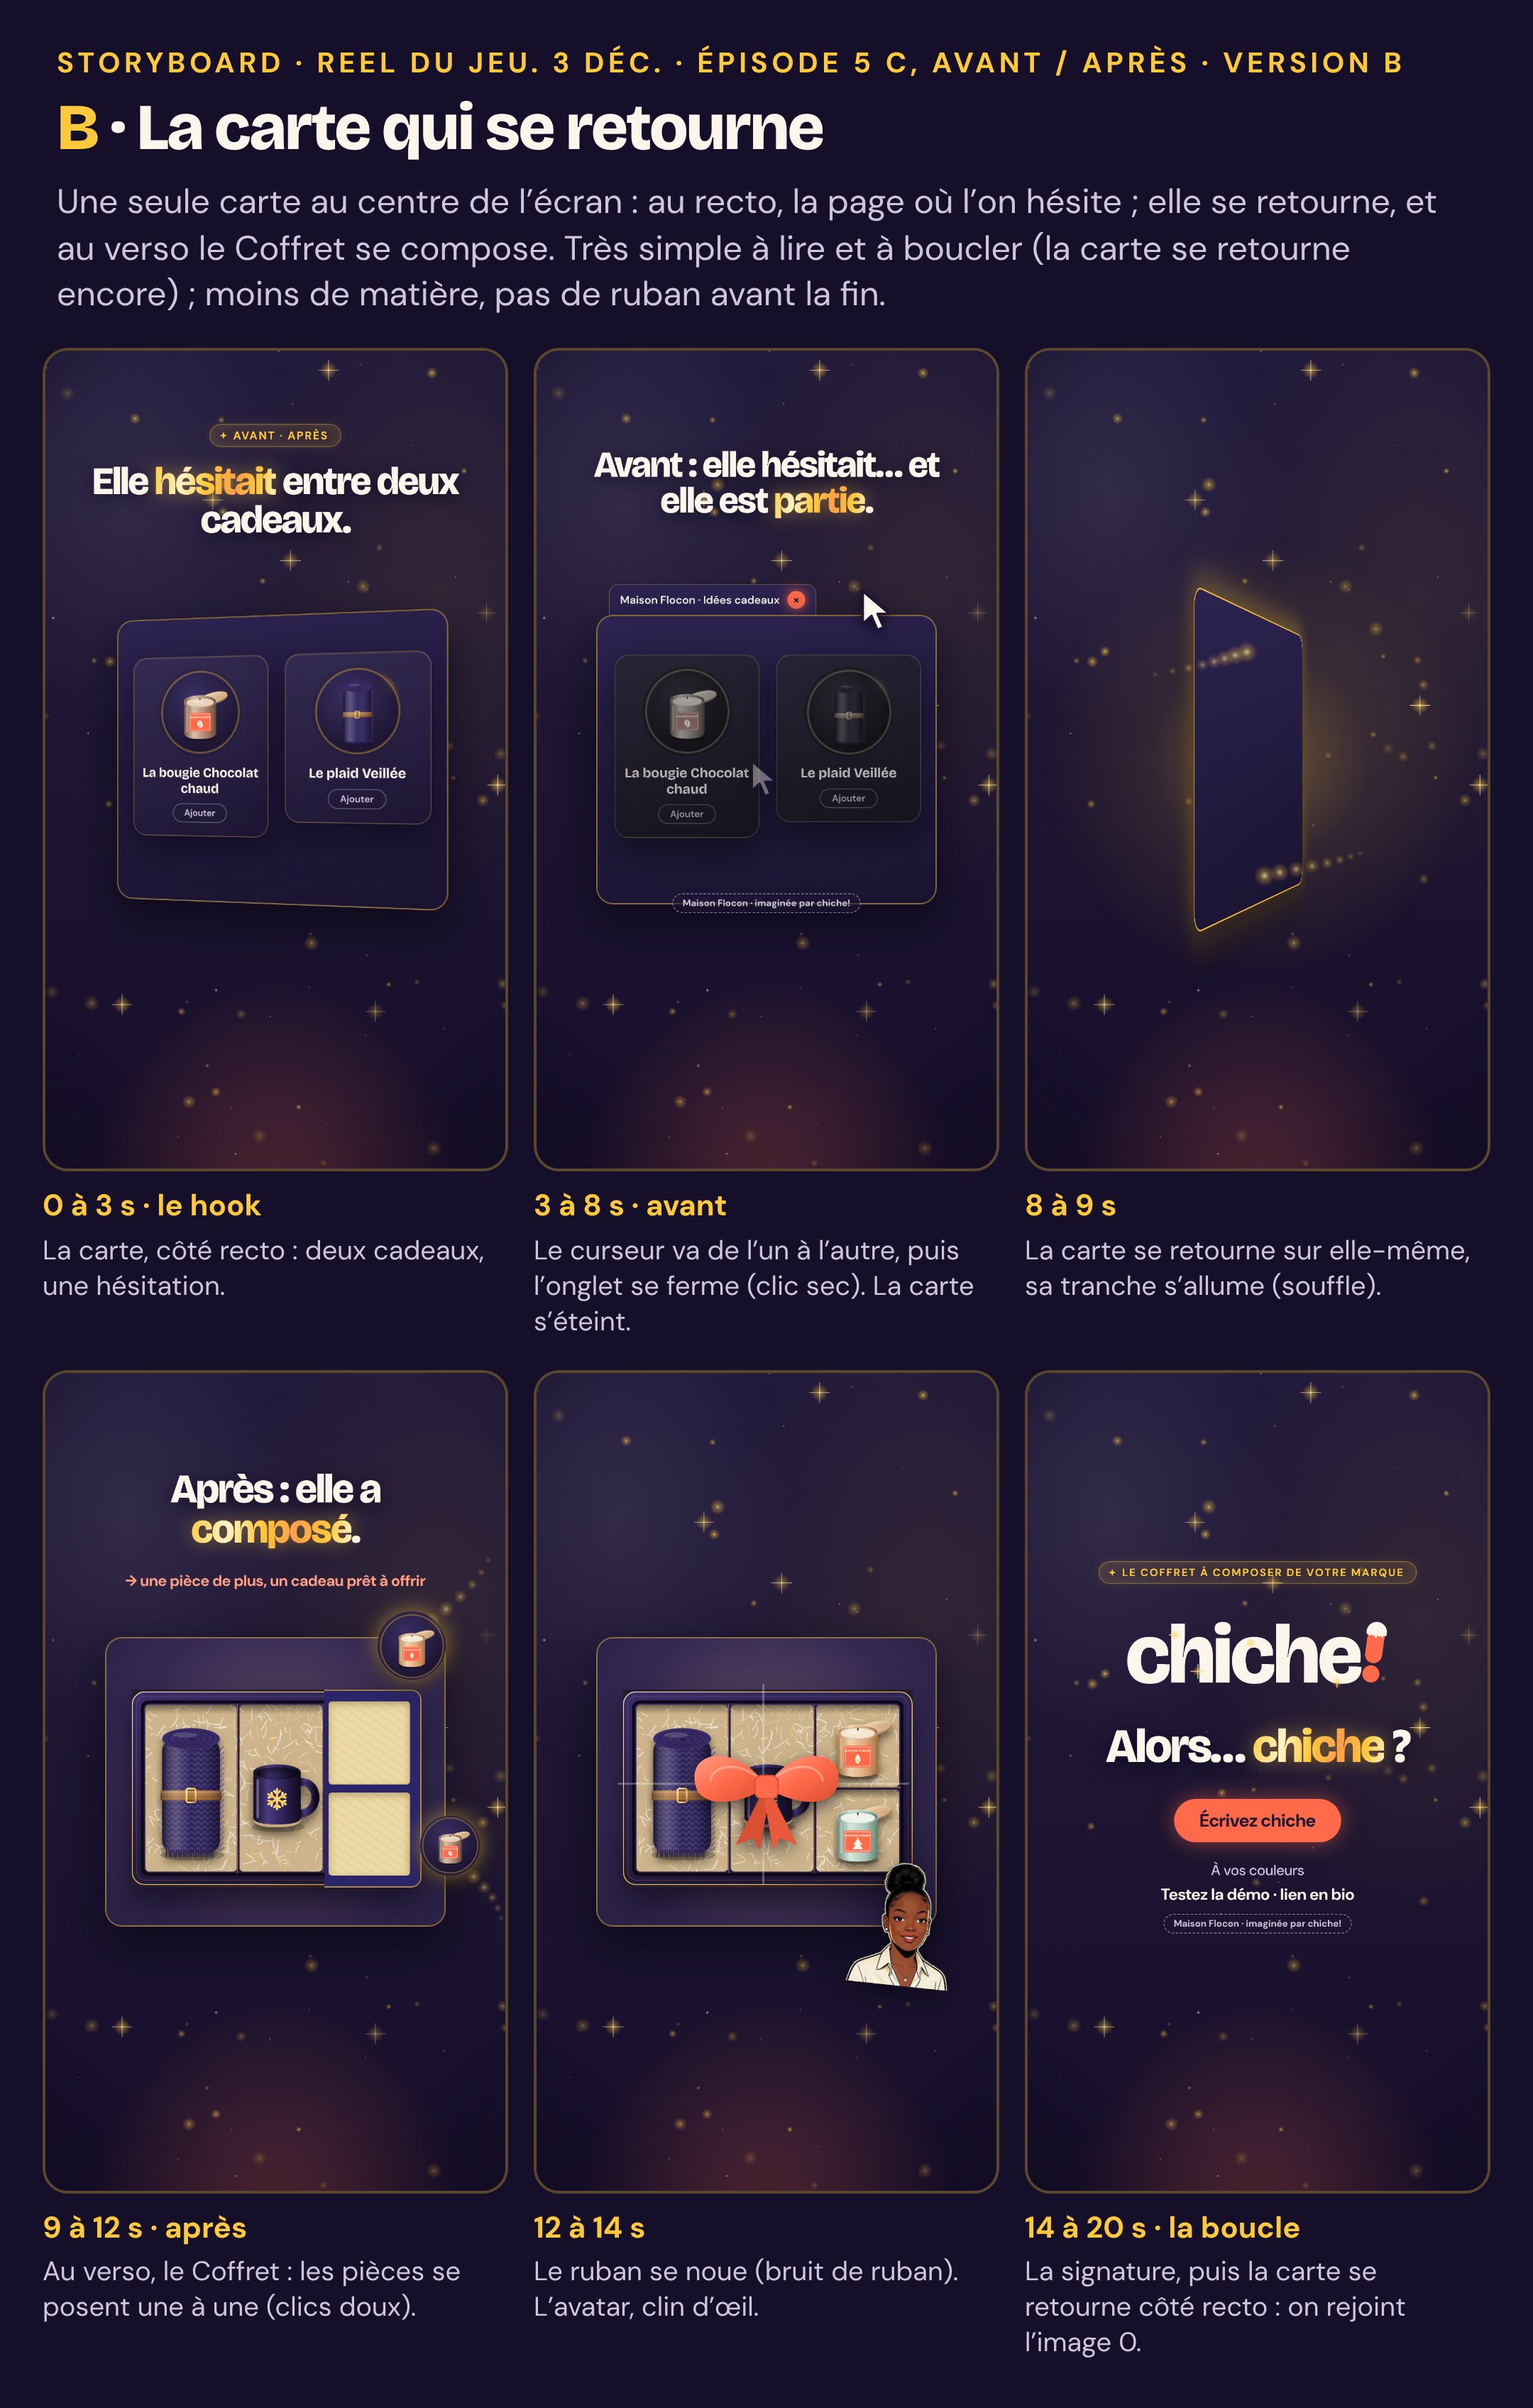 STORYBOARD · REEL DU JEU. 3 DÉC. · ÉPISODE 5 C, AVANT / APRÈS · VERSION B
B · La carte qui se retourne
Une seule carte au centre de l’écran : au recto, la page où l’on hésite ; elle se retourne, et
au verso le Coffret se compose. Très simple à lire et à boucler (la carte se retourne
encore) ; moins de matière, pas de ruban avant la fin.
AVANT · APRÈS
Elle hésitait entre deux
cadeaux.
La bougie Chocolat
chaud
Ajouter
Le plaid Veillée
Ajouter
0 à 3 s · le hook
La carte, côté recto : deux cadeaux,
une hésitation.
Avant : elle hésitait... et
elle est partie.
Maison Flocon · Idées cadeaux
La bougie Chocolat
chaud
Ajouter
Le plaid Veillée
Ajouter
Maison Flocon · imaginée par chiche!
3 à 8 s · avant
Le curseur va de l’un à l’autre, puis
l’onglet se ferme (clic sec). La carte
s’éteint.
8 à 9 s
La carte se retourne sur elle-même,
sa tranche s’allume (souffle).
Après : elle a
composé.
→ une pièce de plus, un cadeau prêt à offrir
9 à 12 s · après
Au verso, le Coffret : les pièces se
posent une à une (clics doux).
12 à 14 s
Le ruban se noue (bruit de ruban).
L’avatar, clin d’œil.
LE COFFRET À COMPOSER DE VOTRE MARQUE
chiche!
Alors... chiche ?
Écrivez chiche
À vos couleurs
Testez la démo · lien en bio
Maison Flocon · imaginée par chiche!
14 à 20 s · la boucle
La signature, puis la carte se
retourne côté recto : on rejoint
l’image 0.